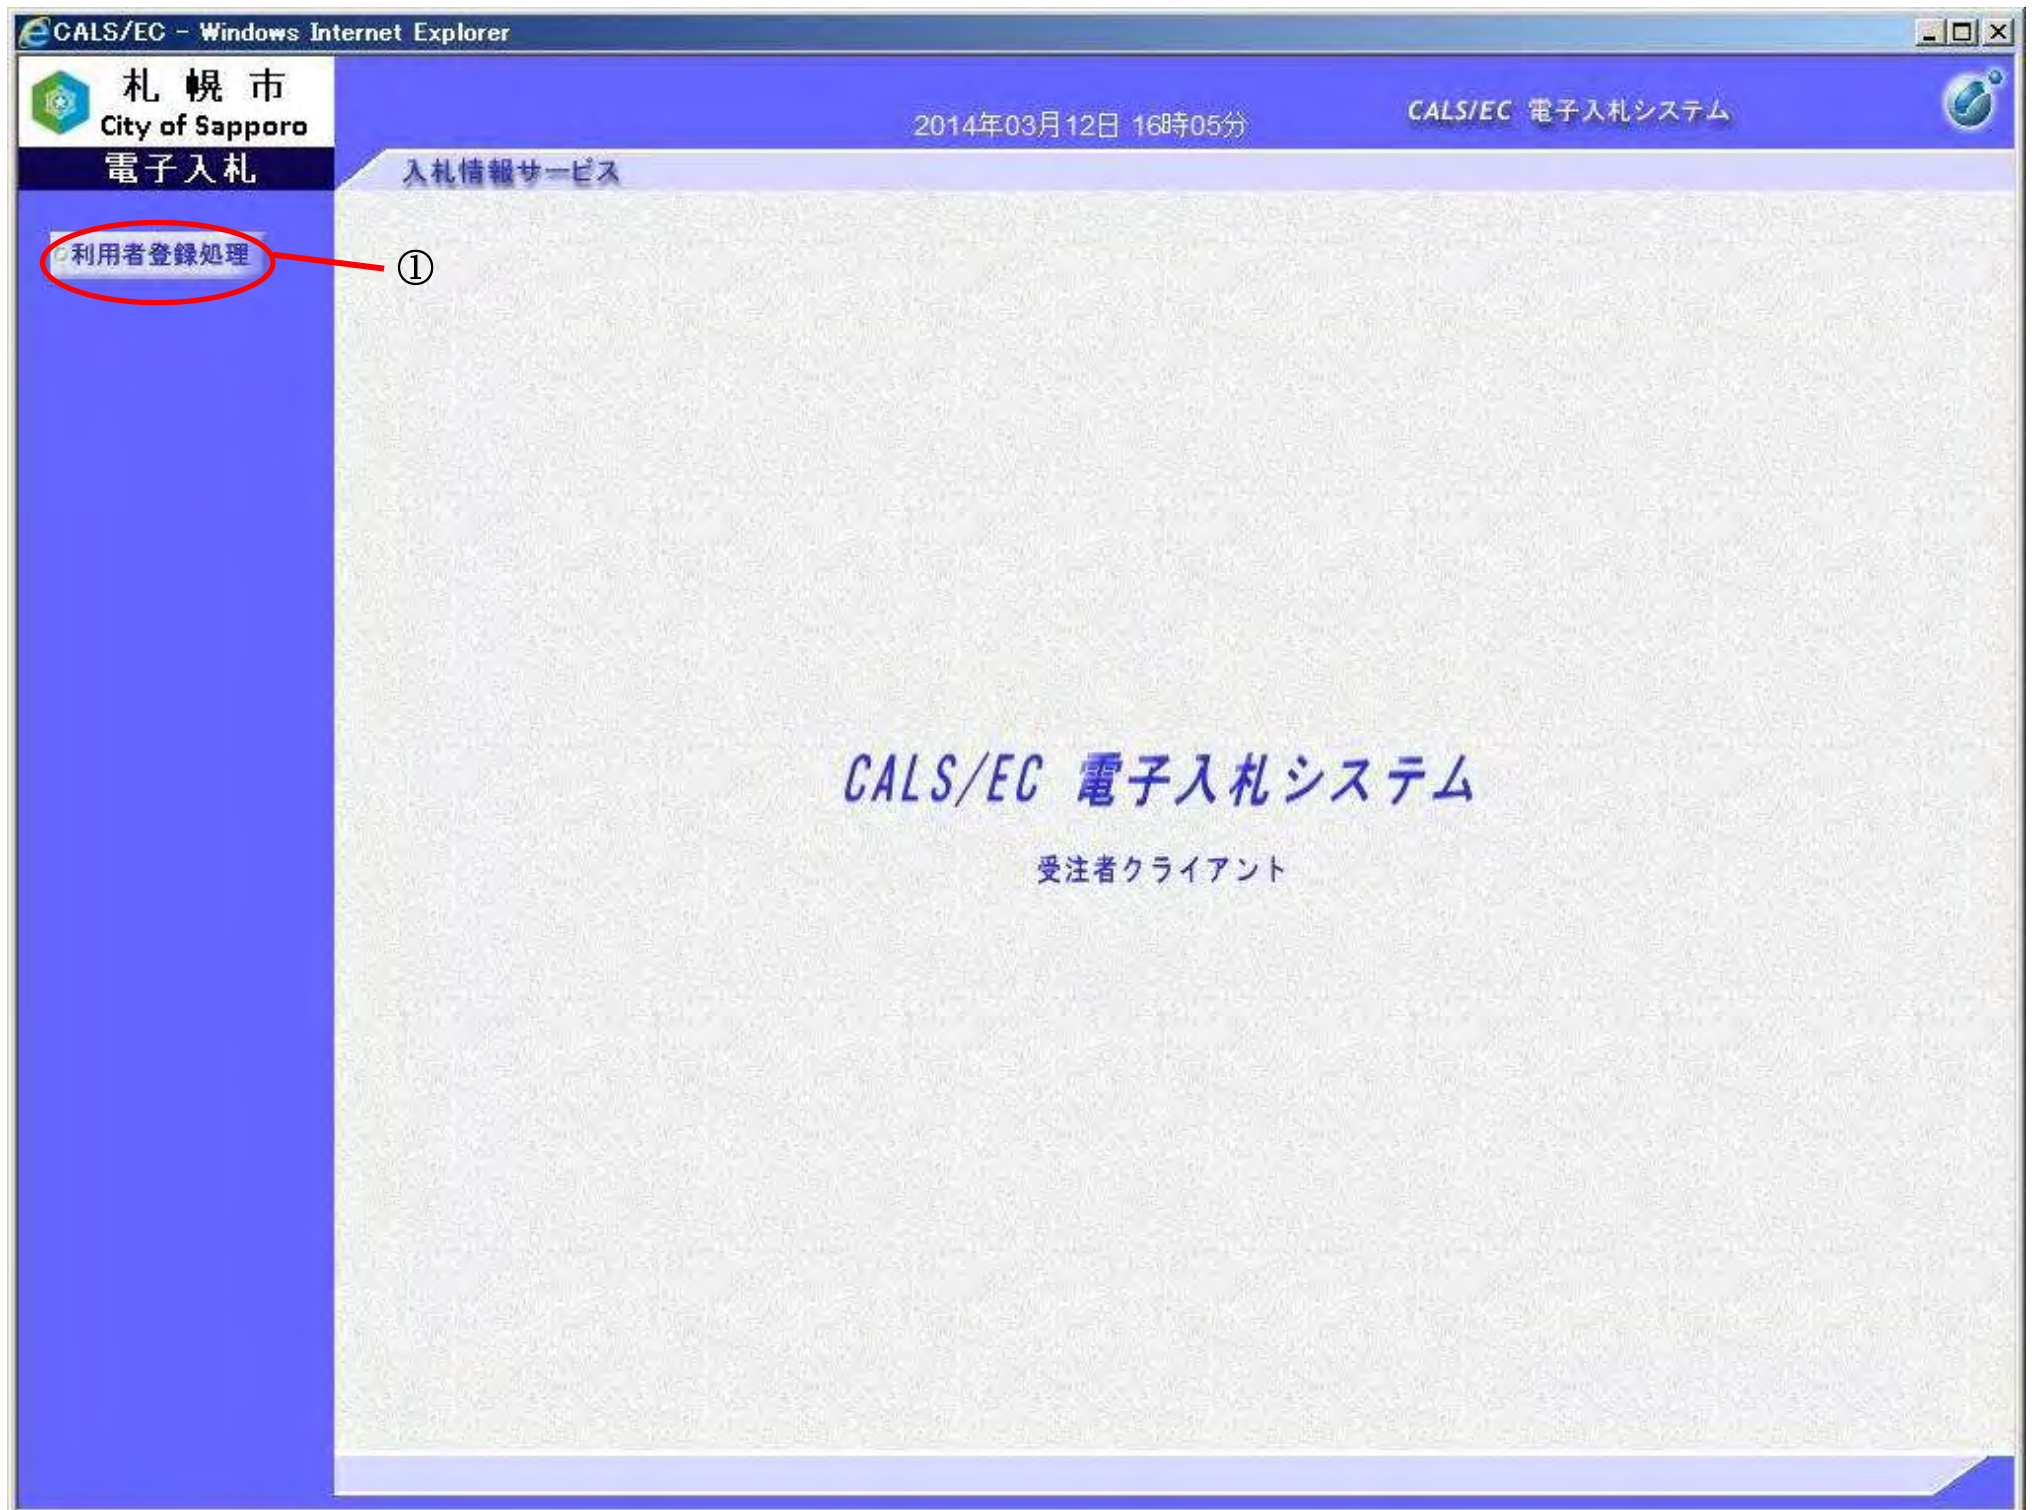 CALS/EC - Windows Internet Explorer
札幌市
City of Sapporo
2014年03月12日 16時05分
CALS/EC 電子入札システム
電子入札
入札情報サービス
利用者登録処理
①
CALS/EC 電子入札システム
受注者クライアント